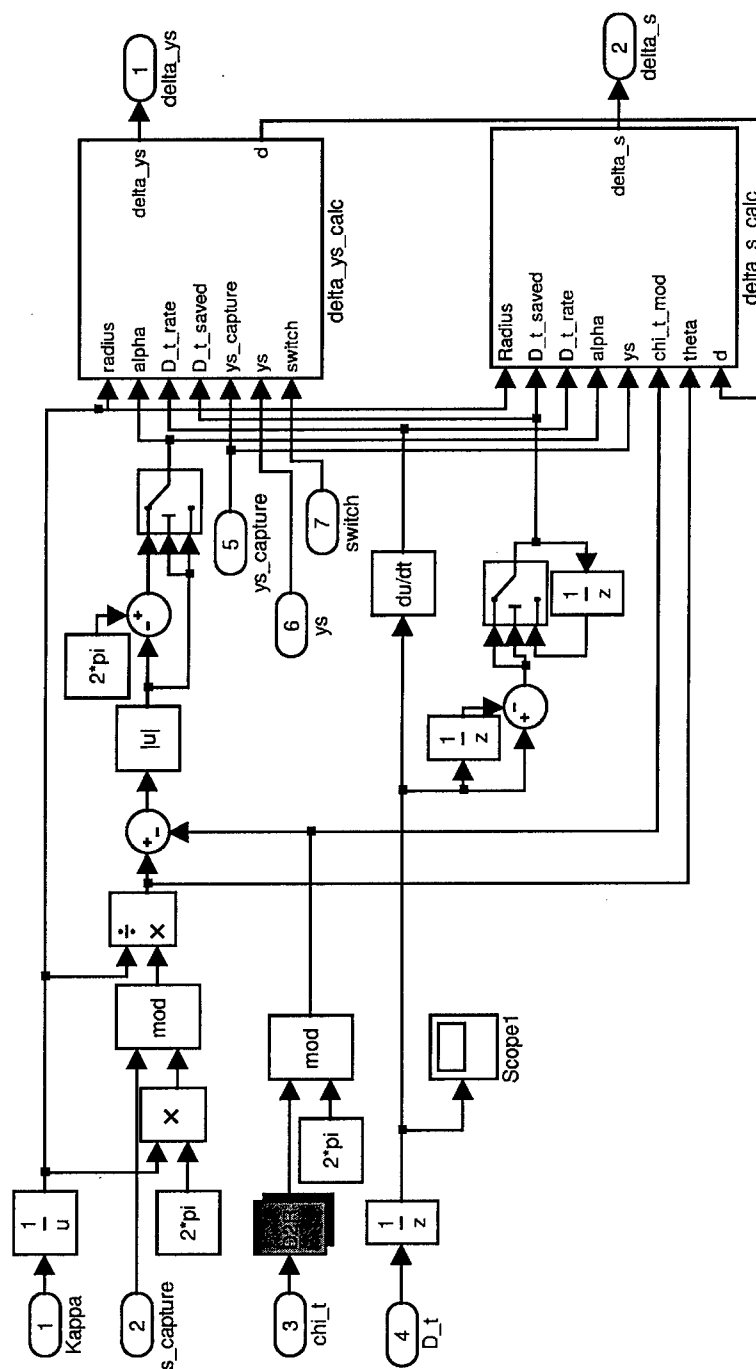 1
Kappa
1
u
2
s_capture
2*pi
×
mod
÷
×
+
-
|u|
2*pi
+
-
3
chi_t
D2R
2*pi
mod
4
D_t
1
z
Scope1
1
z
+
-
1
z
du/dt
5
ys_capture
6
ys
7
switch
radius
alpha
D_t_rate
D_t_saved
ys_capture
ys
switch
delta_ys
d
delta_ys_calc
1
delta_ys
Radius
D_t_saved
D_t_rate
alpha
ys
chi_t_mod
theta
d
delta_s
delta_s_calc
2
delta_s